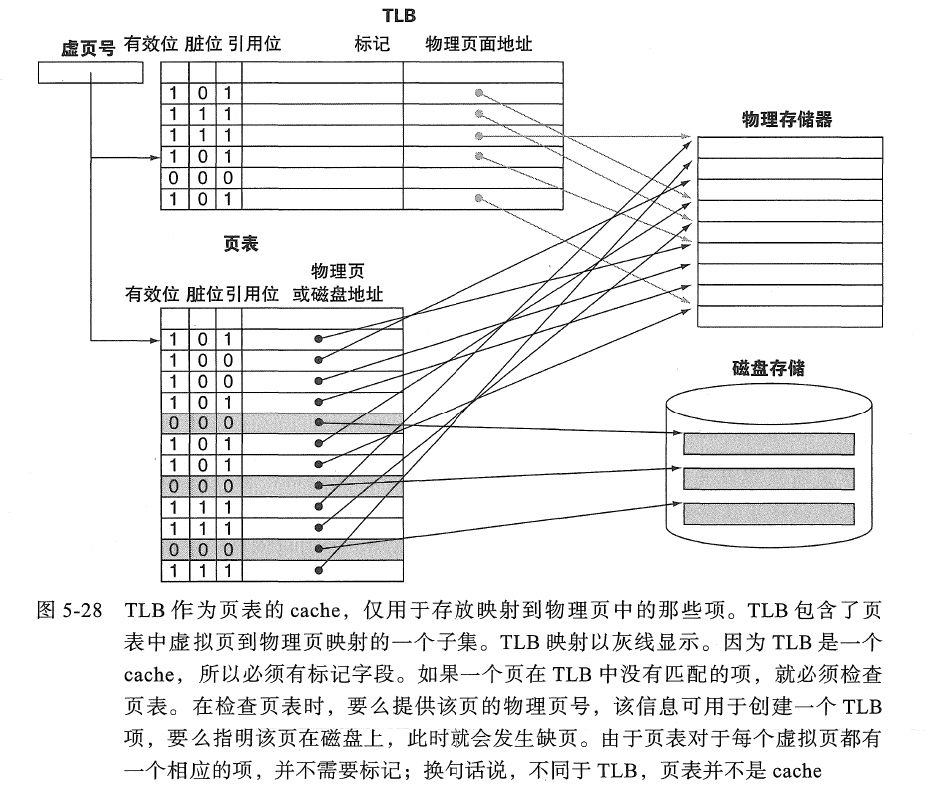 TLB
虚页号 有效位 脏位 引用位 标记 物理页面地址
1 0 1
1 1 1
1 1 1
1 0 1
0 0 0
1 0 1
物理存储器
页表
物理页
有效位 脏位 引用位 或磁盘地址
1 0 1
1 0 0
1 0 0
1 0 1
0 0 0
1 0 1
1 0 1
0 0 0
1 1 1
1 1 1
0 0 0
1 1 1
磁盘存储
图 5-28 TLB 作为页表的 cache，仅用于存放映射到物理页中的那些项。TLB 包含了页
表中虚拟页到物理页映射的一个子集。TLB 映射以灰线显示。因为 TLB 是一个
cache，所以必须有标记字段。如果一个页在 TLB 中没有匹配的项，就必须检查
页表。在检查页表时，要么提供该页的物理页号，该信息可用于创建一个 TLB
项，要么指明该页在磁盘上，此时就会发生缺页。由于页表对于每个虚拟页都有
一个相应的项，并不需要标记；换句话说，不同于 TLB，页表并不是 cache